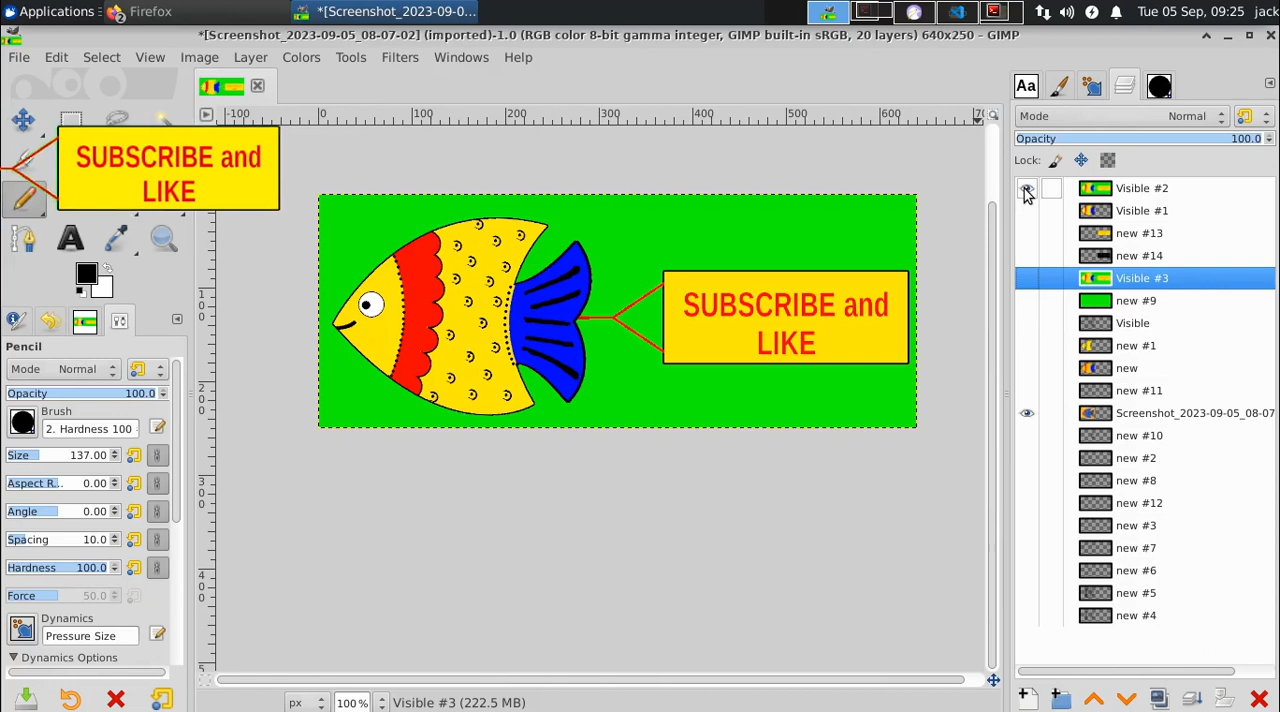 Applications
Firefox
*[Screenshot_2023-09-0...
Tue 05 Sep, 09:25 jack
*[Screenshot_2023-09-05_08-07-02] (imported)-1.0 (RGB color 8-bit gamma integer, GIMP built-in sRGB, 20 layers) 640x250 – GIMP
File Edit Select View Image Layer Colors Tools Filters Windows Help
Aa
-100 0 100 200 300 400 500 600
Mode Normal
Opacity 100.0
Lock:
SUBSCRIBE and
LIKE
SUBSCRIBE and
LIKE
Visible #2
Visible #1
new #13
new #14
Visible #3
new #9
Visible
new #1
new
new #11
Screenshot_2023-09-05_08-07
new #10
new #2
new #8
new #12
new #3
new #7
new #6
new #5
new #4
Pencil
Mode Normal
Opacity 100.0
Brush
2. Hardness 100
Size 137.00
Aspect R... 0.00
Angle 0.00
Spacing 10.0
Hardness 100.0
Force 50.0
Dynamics
Pressure Size
Dynamics Options
px 100 % Visible #3 (222.5 MB)